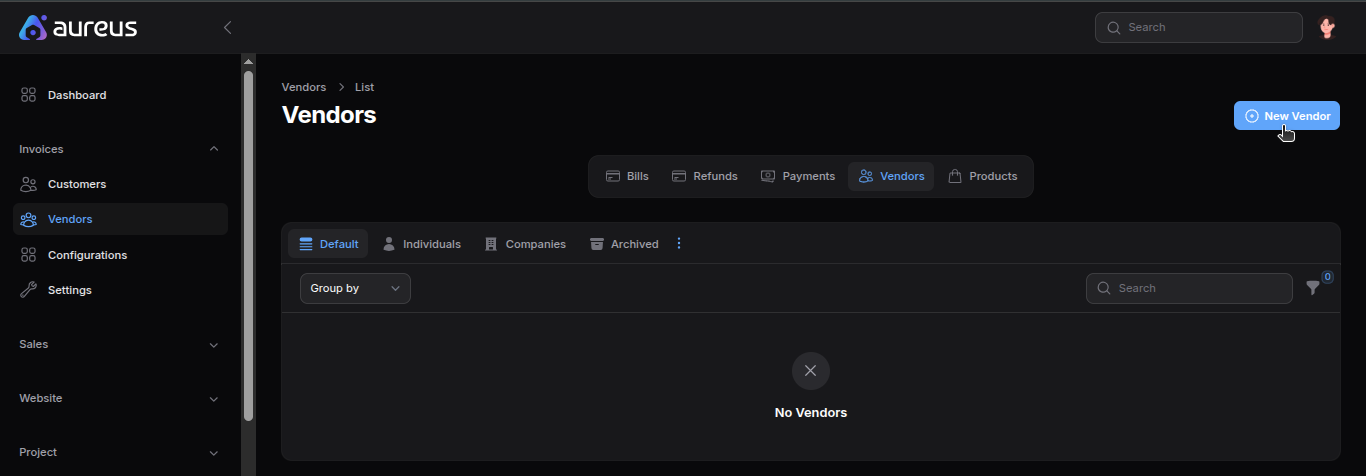 aureus
Search
Dashboard
Invoices
Customers
Vendors
Configurations
Settings
Sales
Website
Project
Vendors > List
Vendors
New Vendor
Bills Refunds Payments Vendors Products
Default Individuals Companies Archived
Group by
Search
0
No Vendors